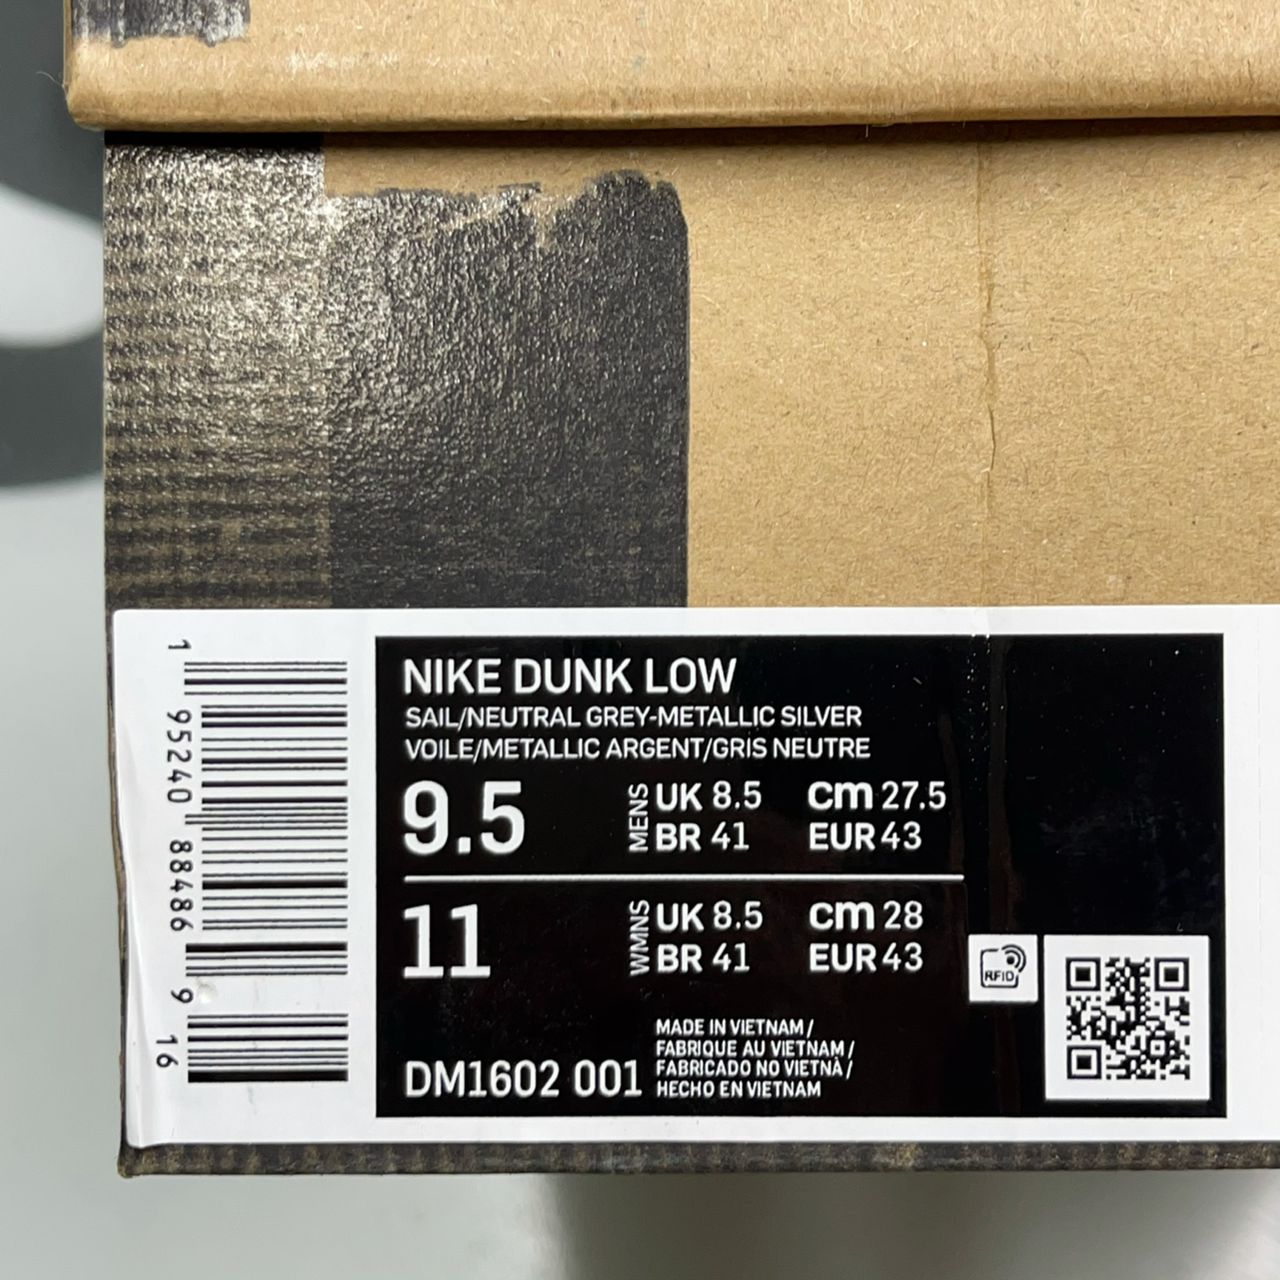 NIKE DUNK LOW
SAIL/NEUTRAL GREY-METALLIC SILVER
VOILE/METALLIC ARGENT/GRIS NEUTRE
9.5
MENS
UK 8.5 cm 27.5
BR 41 EUR 43
11
WMNS
UK 8.5 cm 28
BR 41 EUR 43
RFID
DM1602 001
MADE IN VIETNAM /
FABRIQUE AU VIETNAM /
FABRICADO NO VIETNÃ /
HECHO EN VIETNAM
1 95240 88486 9 16